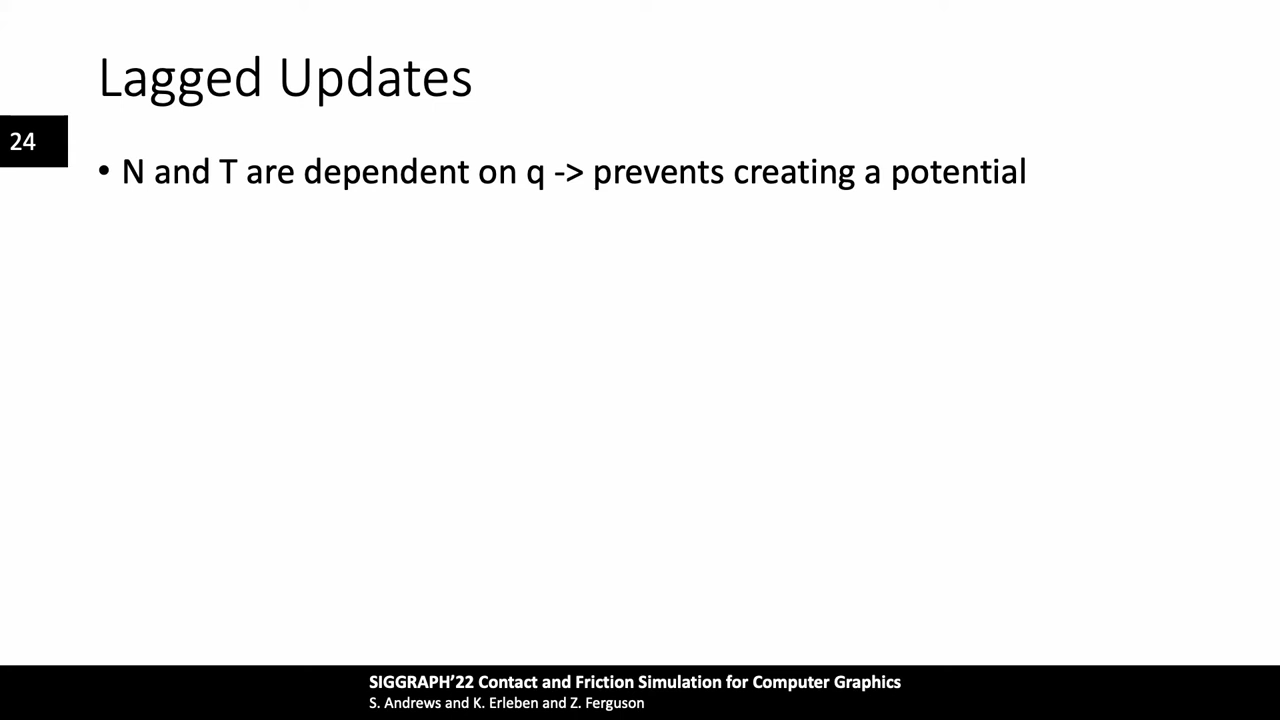 Lagged Updates
24
• N and T are dependent on q -> prevents creating a potential
SIGGRAPH’22 Contact and Friction Simulation for Computer Graphics
S. Andrews and K. Erleben and Z. Ferguson